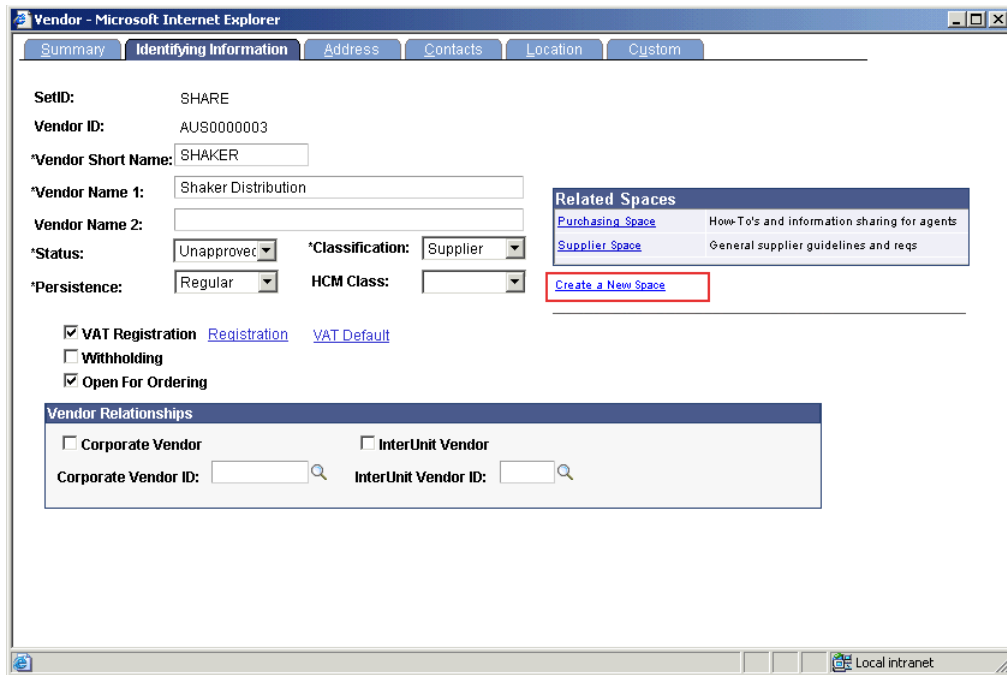 Vendor - Microsoft Internet Explorer
Summary Identifying Information Address Contacts Location Custom
SetID: SHARE
Vendor ID: AUS0000003
*Vendor Short Name: SHAKER
*Vendor Name 1: Shaker Distribution
Vendor Name 2:
*Status: Unapproved *Classification: Supplier
*Persistence: Regular HCM Class:
Related Spaces
Purchasing Space How-To's and information sharing for agents
Supplier Space General supplier guidelines and reqs
Create a New Space
VAT Registration Registration VAT Default
Withholding
Open For Ordering
Vendor Relationships
Corporate Vendor InterUnit Vendor
Corporate Vendor ID: InterUnit Vendor ID:
Local intranet